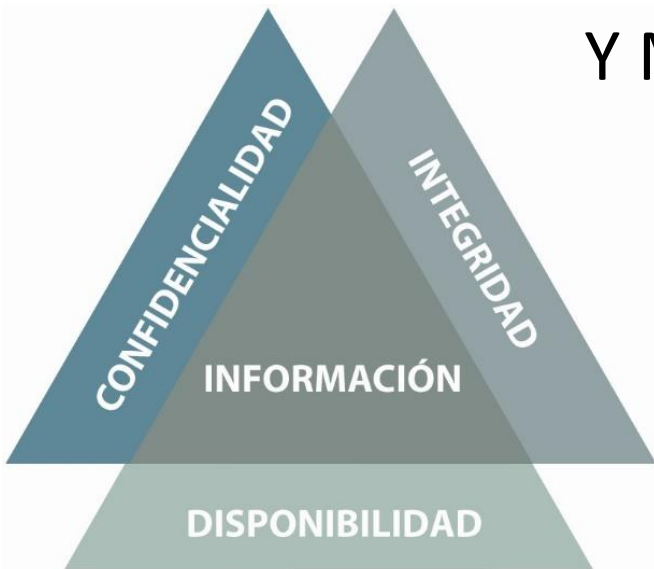 Y
CONFIDENCIALIDAD
INTEGRIDAD
INFORMACIÓN
DISPONIBILIDAD